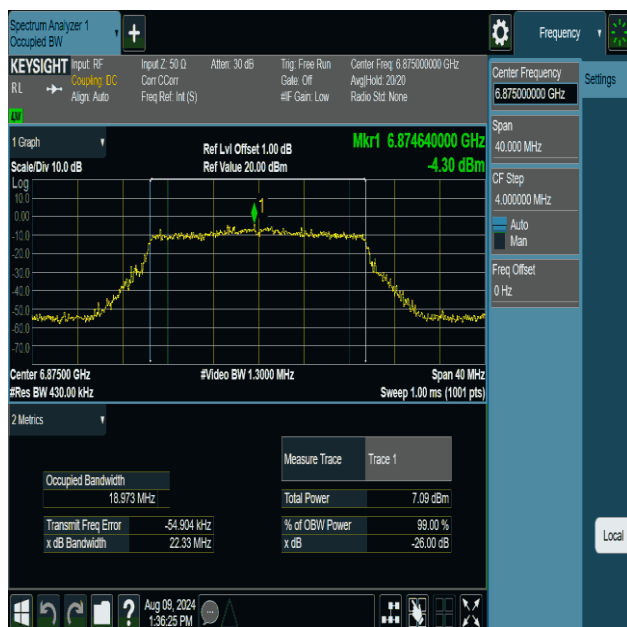 Spectrum Analyzer 1
Occupied BW
+
Frequency
KEYSIGHT
RL
Input: RF
Coupling: DC
Align: Auto
Input Z: 50 Ω
Corr CCorr
Freq Ref: Int (S)
Atten: 30 dB
Trig: Free Run
Gate: Off
#IF Gain: Low
Center Freq: 6.875000000 GHz
Avg|Hold: 20/20
Radio Std: None
1 Graph
Scale/Div 10.0 dB
Ref Lvl Offset 1.00 dB
Ref Value 20.00 dBm
Mkr1 6.874640000 GHz
-4.30 dBm
Log
10.0
0.00
-10.0
-20.0
-30.0
-40.0
-50.0
-60.0
-70.0
1
Center 6.87500 GHz
#Res BW 430.00 kHz
#Video BW 1.3000 MHz
Span 40 MHz
Sweep 1.00 ms (1001 pts)
2 Metrics
Measure Trace
Trace 1
Occupied Bandwidth
18.973 MHz
Total Power
7.09 dBm
Transmit Freq Error
-54.904 kHz
% of OBW Power
99.00 %
x dB Bandwidth
22.33 MHz
x dB
-26.00 dB
Center Frequency
6.875000000 GHz
Settings
Span
40.000 MHz
CF Step
4.000000 MHz
Auto
Man
Freq Offset
0 Hz
Local
?
Aug 09, 2024
1:36:25 PM